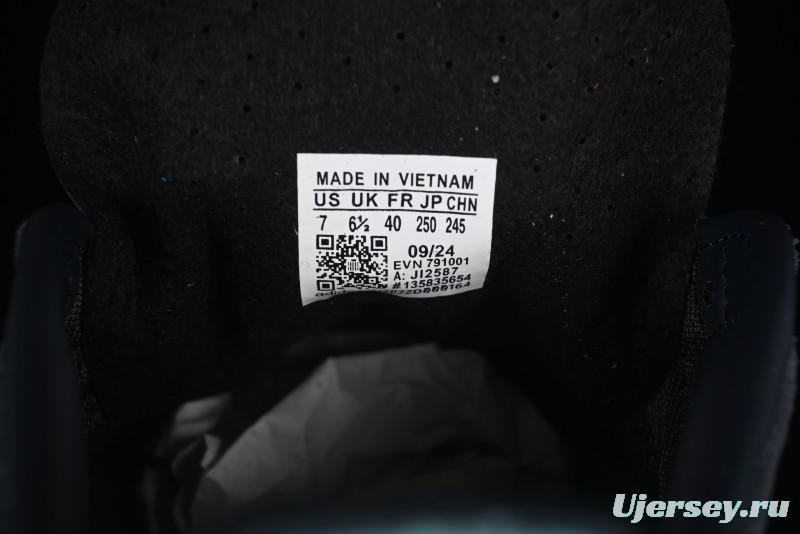 MADE IN VIETNAM
US UK FR JP CHN
7 6½ 40 250 245
09/24
EVN 791001
A: JI2587
#135835654
Ujersey.ru